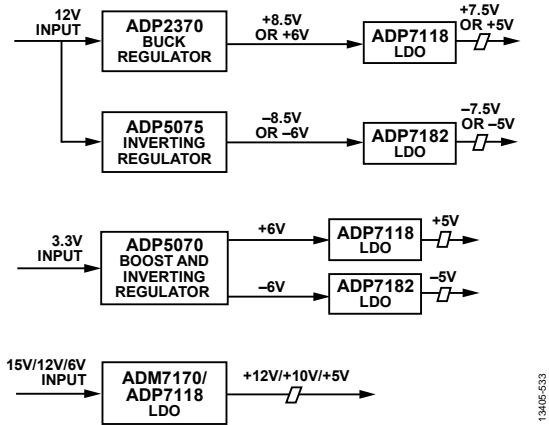 12V
INPUT
ADP2370
BUCK
REGULATOR
+8.5V
OR +6V
ADP7118
LDO
+7.5V
OR +5V
ADP5075
INVERTING
REGULATOR
–8.5V
OR –6V
ADP7182
LDO
–7.5V
OR –5V
3.3V
INPUT
ADP5070
BOOST AND
INVERTING
REGULATOR
+6V
ADP7118
LDO
+5V
–6V
ADP7182
LDO
–5V
15V/12V/6V
INPUT
ADM7170/
ADP7118
LDO
+12V/+10V/+5V
13405-533